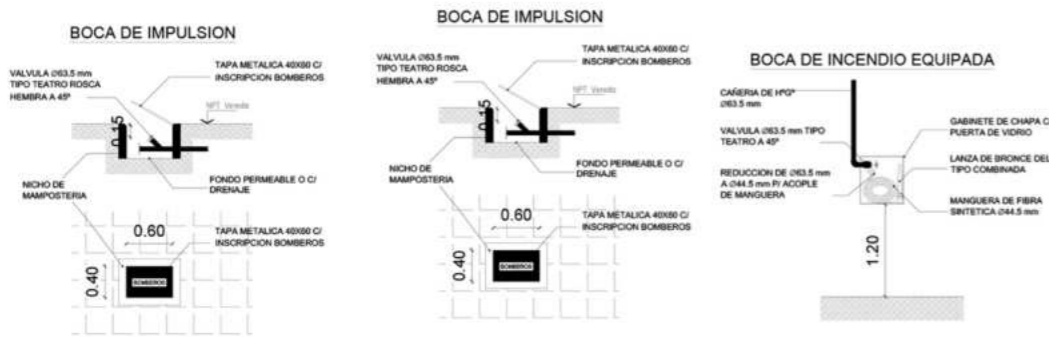 BOCA DE IMPULSION
VALVULA Ø63.5 mm
TIPO TEATRO ROSCA
HEMBRA A 45º
TAPA METALICA 40X60 C/
INSCRIPCION BOMBEROS
NPT Vereda
0.15
NICHO DE
MAMPOSTERIA
FONDO PERMEABLE O C/
DRENAJE
0.60
TAPA METALICA 40X60 C/
INSCRIPCION BOMBEROS
0.40
BOMBEROS
BOCA DE IMPULSION
VALVULA Ø63.5 mm
TIPO TEATRO ROSCA
HEMBRA A 45º
TAPA METALICA 40X60 C/
INSCRIPCION BOMBEROS
NPT Vereda
0.15
NICHO DE
MAMPOSTERIA
FONDO PERMEABLE O C/
DRENAJE
0.60
TAPA METALICA 40X60 C/
INSCRIPCION BOMBEROS
0.40
BOMBEROS
BOCA DE INCENDIO EQUIPADA
CAÑERIA DE HºGº
Ø63.5 mm
VALVULA Ø63.5 mm TIPO
TEATRO A 45º
REDUCCION DE Ø63.5 mm
A Ø44.5 mm P/ ACOPLE
DE MANGUERA
GABINETE DE CHAPA C/
PUERTA DE VIDRIO
LANZA DE BRONCE DEL
TIPO COMBINADA
MANGUERA DE FIBRA
SINTETICA Ø44.5 mm
1.20